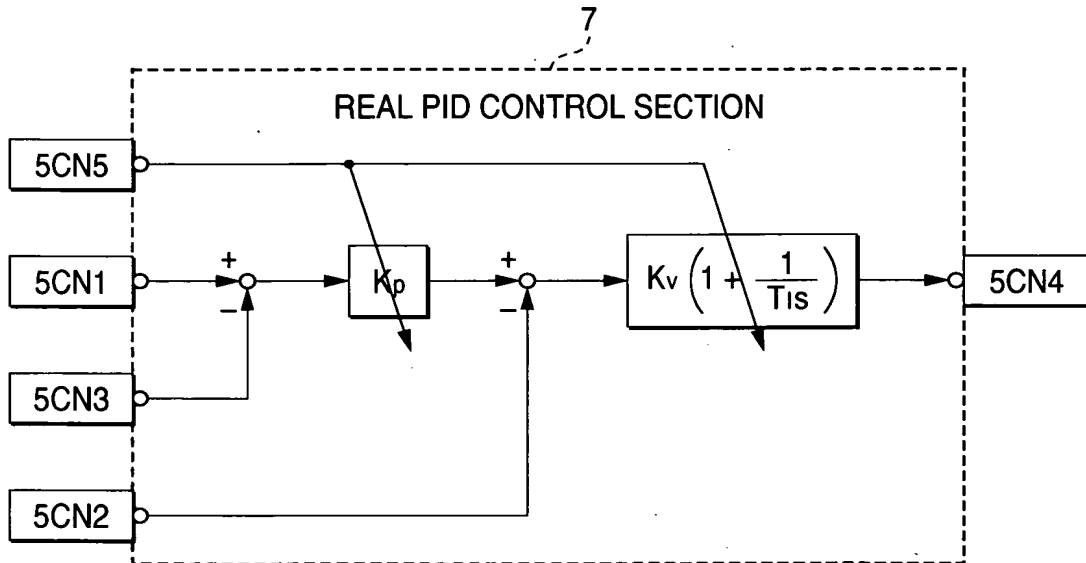 7
REAL PID CONTROL SECTION
5CN5
5CN1
+
−
Kp
+
−
Kv (1 + 1/TIS)
5CN4
5CN3
5CN2